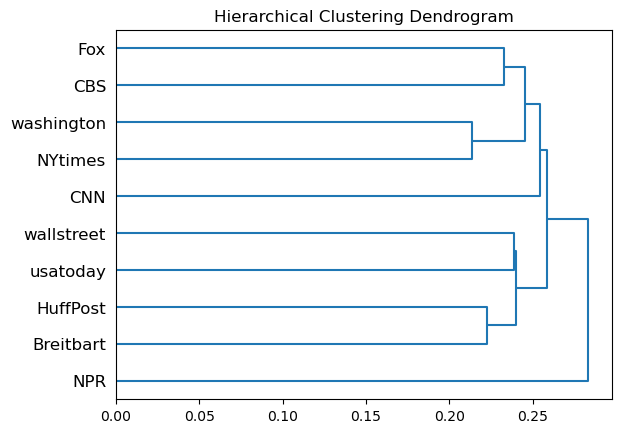 Hierarchical Clustering Dendrogram
Fox
CBS
washington
NYtimes
CNN
wallstreet
usatoday
HuffPost
Breitbart
NPR
0.00 0.05 0.10 0.15 0.20 0.25